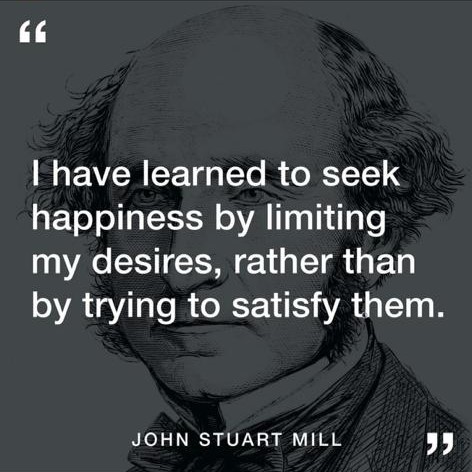 “
I have learned to seek
happiness by limiting
my desires, rather than
by trying to satisfy them.
JOHN STUART MILL
”